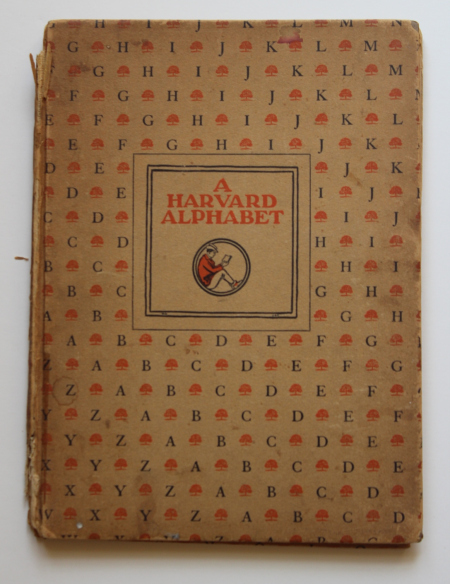 H I J K L M N
G H I J K L M
G H I J K L M
F G H I J K L
E F G H I J K L
E F G H I J K
D E J K
D E I J
C D I J
C D H I
B C H I
B C G H
A B G H
A
HARVARD
ALPHABET
A B C D E F G
Z A B C D E F G
Z A B C D E F
Y Z A B C D E F
Y Z A B C D E
X Y Z A B C D E
X Y Z A B C D
W X Y Z A B C D
W X Y Z A B C